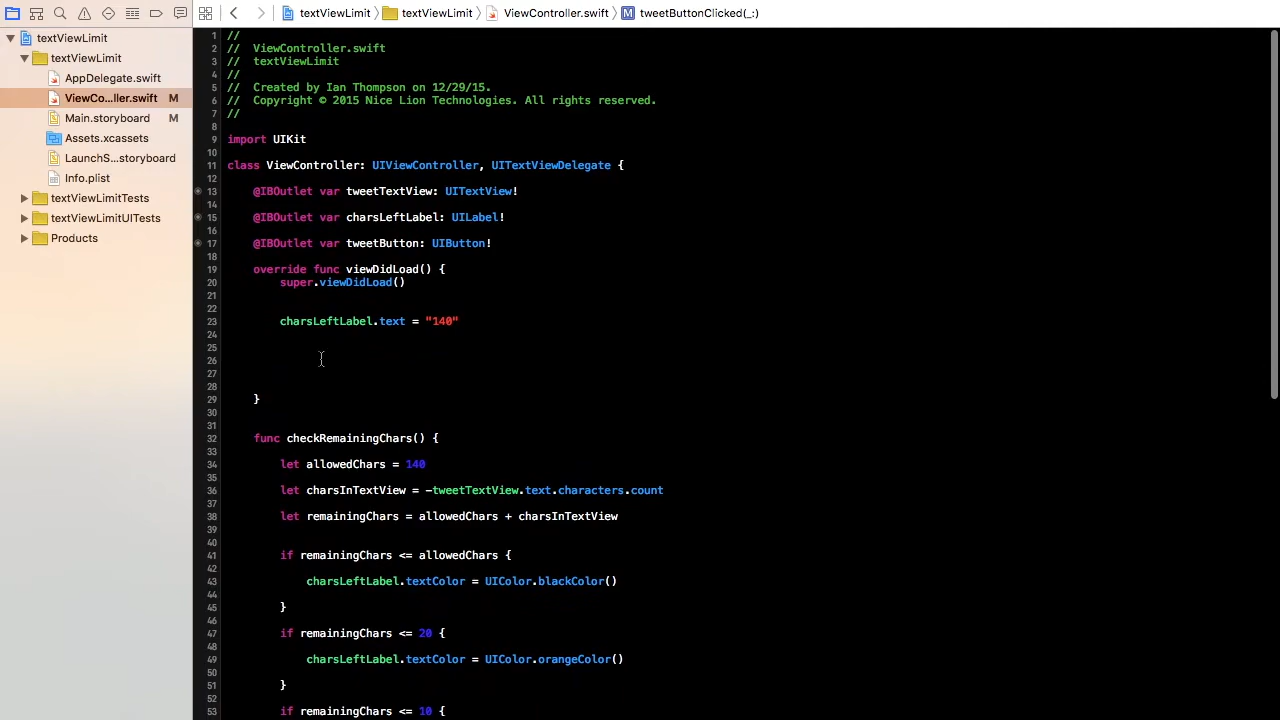 textViewLimit
textViewLimit
ViewController.swift
tweetButtonClicked(_:)
textViewLimit
textViewLimit
AppDelegate.swift
ViewCo...ller.swift M
Main.storyboard M
Assets.xcassets
LaunchS...storyboard
Info.plist
textViewLimitTests
textViewLimitUITests
Products
1 //
2 // ViewController.swift
3 // textViewLimit
4 //
5 // Created by Ian Thompson on 12/29/15.
6 // Copyright © 2015 Nice Lion Technologies. All rights reserved.
7 //
8
9 import UIKit
10
11 class ViewController: UIViewController, UITextViewDelegate {
12
13 @IBOutlet var tweetTextView: UITextView!
14
15 @IBOutlet var charsLeftLabel: UILabel!
16
17 @IBOutlet var tweetButton: UIButton!
18
19 override func viewDidLoad() {
20 super.viewDidLoad()
21
22
23 charsLeftLabel.text = "140"
24
25
26
27
28
29 }
30
31
32 func checkRemainingChars() {
33
34 let allowedChars = 140
35
36 let charsInTextView = -tweetTextView.text.characters.count
37
38 let remainingChars = allowedChars + charsInTextView
39
40
41 if remainingChars <= allowedChars {
42
43 charsLeftLabel.textColor = UIColor.blackColor()
44
45 }
46
47 if remainingChars <= 20 {
48
49 charsLeftLabel.textColor = UIColor.orangeColor()
50
51 }
52
53 if remainingChars <= 10 {